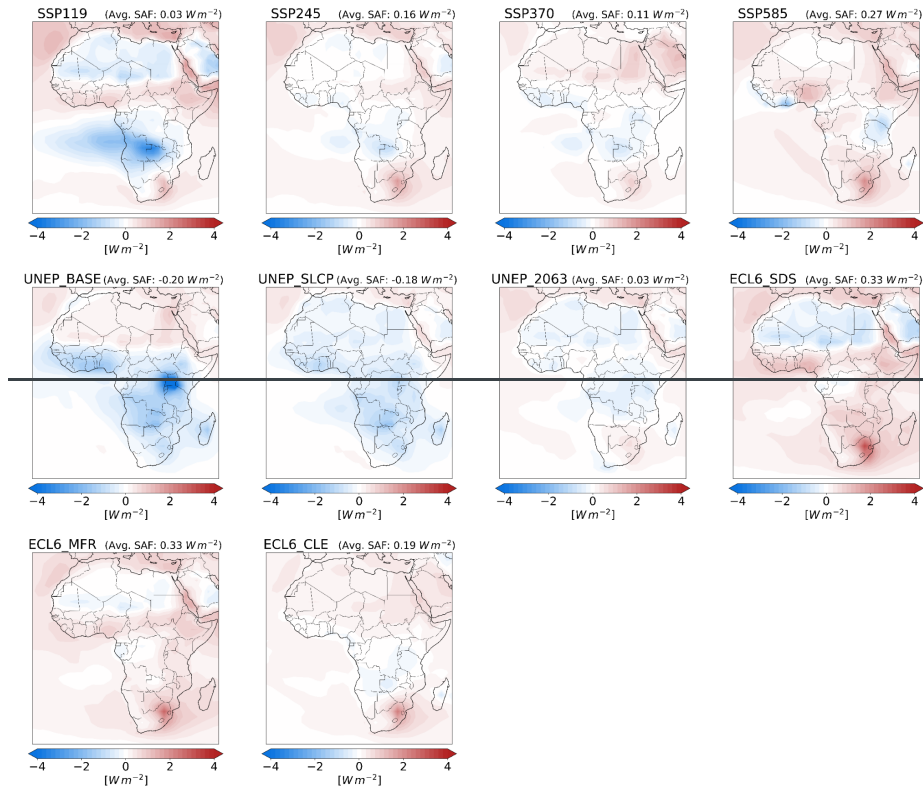 SSP119 (Avg. SAF: 0.03 W m⁻²)
SSP245 (Avg. SAF: 0.16 W m⁻²)
SSP370 (Avg. SAF: 0.11 W m⁻²)
SSP585 (Avg. SAF: 0.27 W m⁻²)
−4 −2 0 2 4
[W m⁻²]
−4 −2 0 2 4
[W m⁻²]
−4 −2 0 2 4
[W m⁻²]
−4 −2 0 2 4
[W m⁻²]
UNEP_BASE (Avg. SAF: -0.20 W m⁻²)
UNEP_SLCP (Avg. SAF: -0.18 W m⁻²)
UNEP_2063 (Avg. SAF: 0.03 W m⁻²)
ECL6_SDS (Avg. SAF: 0.33 W m⁻²)
−4 −2 0 2 4
[W m⁻²]
−4 −2 0 2 4
[W m⁻²]
−4 −2 0 2 4
[W m⁻²]
−4 −2 0 2 4
[W m⁻²]
ECL6_MFR (Avg. SAF: 0.33 W m⁻²)
ECL6_CLE (Avg. SAF: 0.19 W m⁻²)
−4 −2 0 2 4
[W m⁻²]
−4 −2 0 2 4
[W m⁻²]